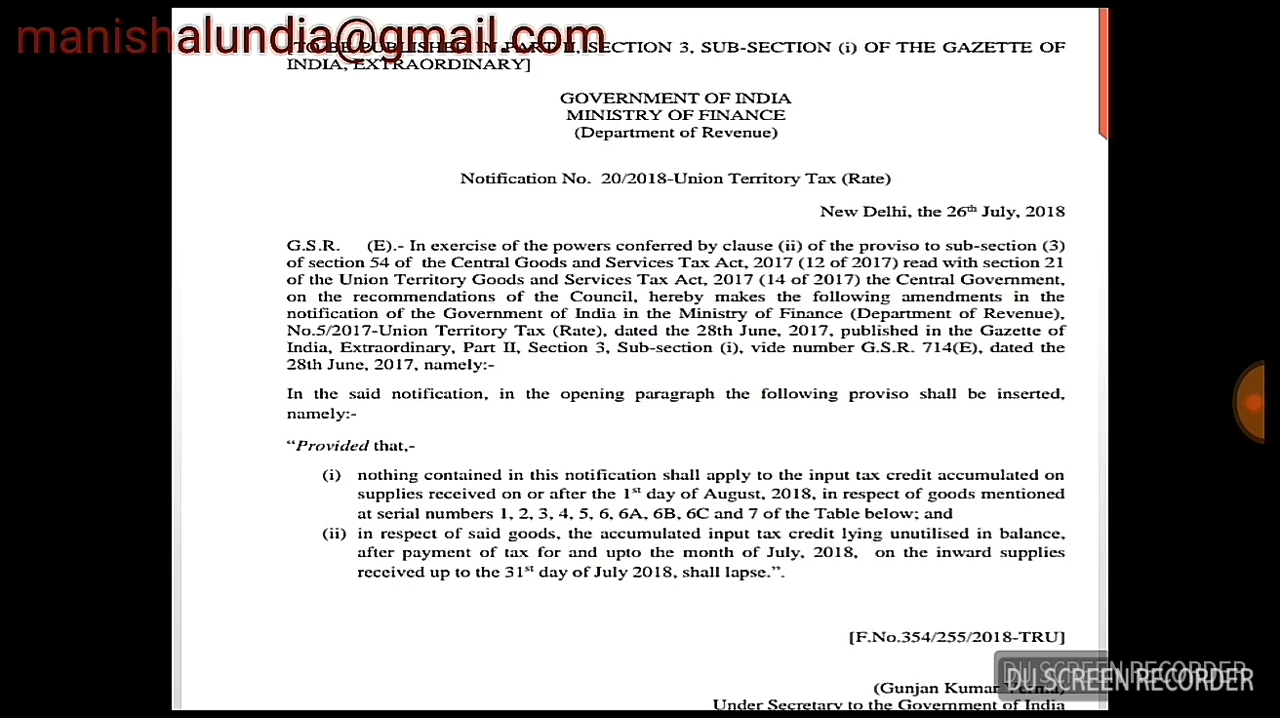 manishalundia@gmail.com
[TO BE PUBLISHED IN PART II, SECTION 3, SUB-SECTION (i) OF THE GAZETTE OF
INDIA, EXTRAORDINARY]
GOVERNMENT OF INDIA
MINISTRY OF FINANCE
(Department of Revenue)
Notification No. 20/2018-Union Territory Tax (Rate)
New Delhi, the 26th July, 2018
G.S.R. (E).- In exercise of the powers conferred by clause (ii) of the proviso to sub-section (3)
of section 54 of the Central Goods and Services Tax Act, 2017 (12 of 2017) read with section 21
of the Union Territory Goods and Services Tax Act, 2017 (14 of 2017) the Central Government,
on the recommendations of the Council, hereby makes the following amendments in the
notification of the Government of India in the Ministry of Finance (Department of Revenue),
No.5/2017-Union Territory Tax (Rate), dated the 28th June, 2017, published in the Gazette of
India, Extraordinary, Part II, Section 3, Sub-section (i), vide number G.S.R. 714(E), dated the
28th June, 2017, namely:-
In the said notification, in the opening paragraph the following proviso shall be inserted,
namely:-
“Provided that,-
(i) nothing contained in this notification shall apply to the input tax credit accumulated on
supplies received on or after the 1st day of August, 2018, in respect of goods mentioned
at serial numbers 1, 2, 3, 4, 5, 6, 6A, 6B, 6C and 7 of the Table below; and
(ii) in respect of said goods, the accumulated input tax credit lying unutilised in balance,
after payment of tax for and upto the month of July, 2018, on the inward supplies
received up to the 31st day of July 2018, shall lapse.”.
[F.No.354/255/2018-TRU]
(Gunjan Kumar Verma)
Under Secretary to the Government of India
DU SCREEN RECORDER